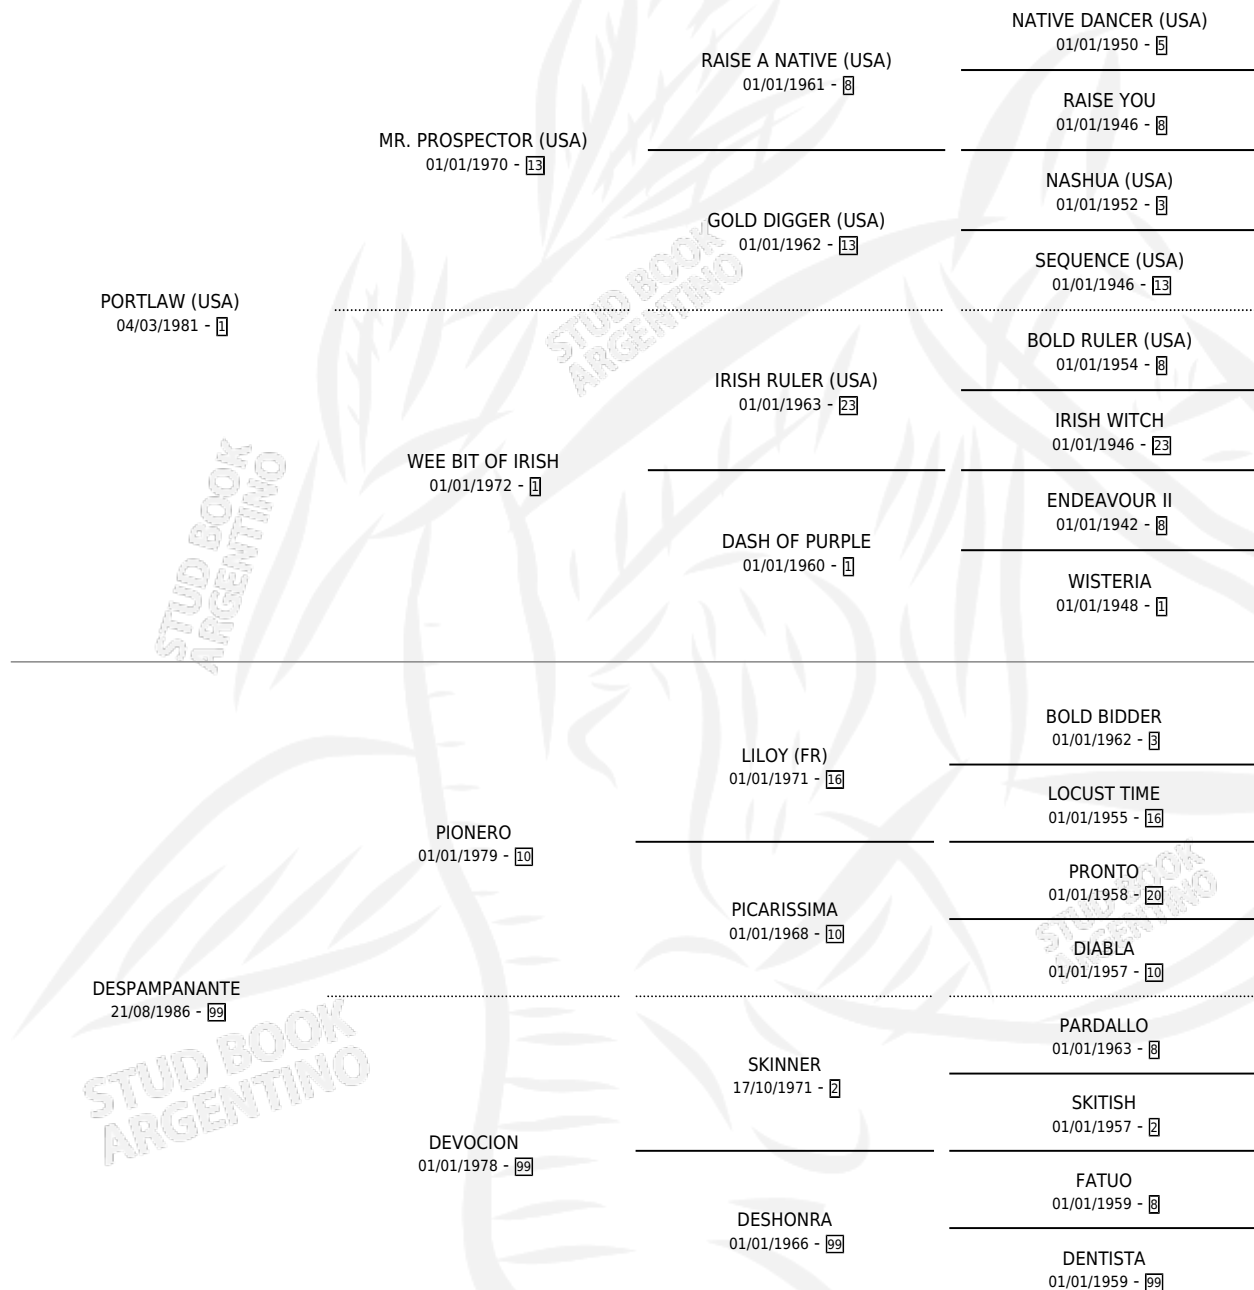 NATIVE DANCER (USA)
01/01/1950 - 5
RAISE A NATIVE (USA)
01/01/1961 - 8
RAISE YOU
01/01/1946 - 8
MR. PROSPECTOR (USA)
01/01/1970 - 13
NASHUA (USA)
01/01/1952 - 3
GOLD DIGGER (USA)
01/01/1962 - 13
SEQUENCE (USA)
01/01/1946 - 13
PORTLAW (USA)
04/03/1981 - 1
BOLD RULER (USA)
01/01/1954 - 8
IRISH RULER (USA)
01/01/1963 - 23
IRISH WITCH
01/01/1946 - 23
WEE BIT OF IRISH
01/01/1972 - 1
ENDEAVOUR II
01/01/1942 - 8
DASH OF PURPLE
01/01/1960 - 1
WISTERIA
01/01/1948 - 1
BOLD BIDDER
01/01/1962 - 3
LILOY (FR)
01/01/1971 - 16
LOCUST TIME
01/01/1955 - 16
PIONERO
01/01/1979 - 10
PRONTO
01/01/1958 - 20
PICARISSIMA
01/01/1968 - 10
DIABLA
01/01/1957 - 10
DESPAMPANANTE
21/08/1986 - 99
PARDALLO
01/01/1963 - 8
SKINNER
17/10/1971 - 2
SKITISH
01/01/1957 - 2
DEVOCION
01/01/1978 - 99
FATUO
01/01/1959 - 8
DESHONRA
01/01/1966 - 99
DENTISTA
01/01/1959 - 99
STUD BOOK
ARGENTINO
STUD BOOK
ARGENTINO
STUD BOOK
ARGENTINO
STUD BOOK
ARGENTINO